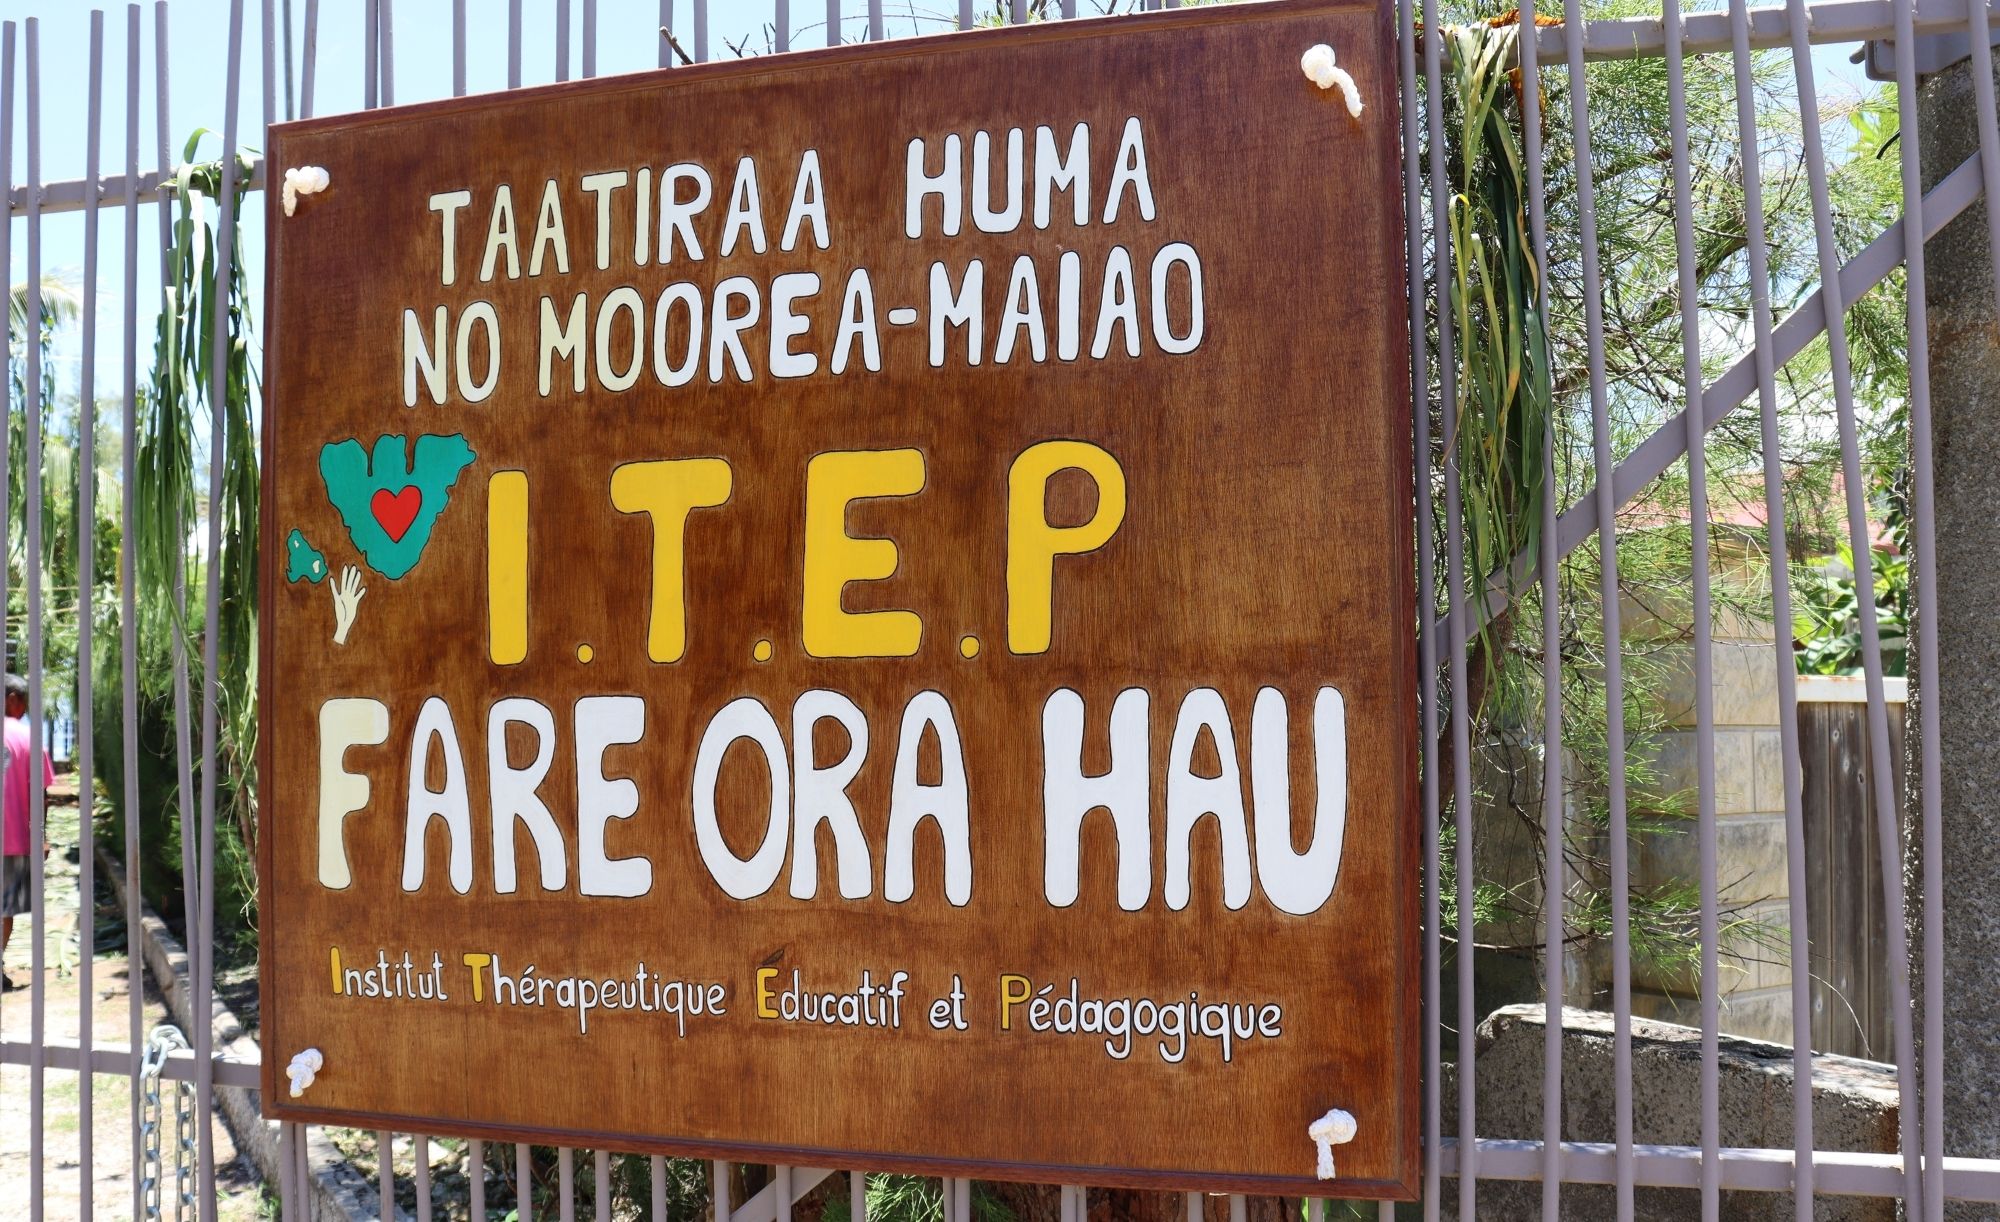 TAATIRAA HUMA
NO MOOREA-MAIAO
I.T.E.P
FARE ORA HAU
Institut Thérapeutique Éducatif et Pédagogique